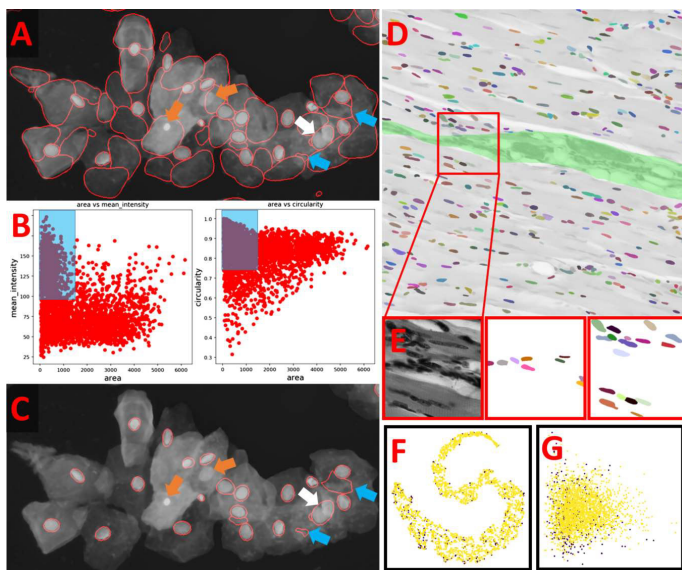 A
D
area vs mean_intensity
area vs circularity
B
mean_intensity
150
125
100
75
50
25
0
1000
2000
3000
4000
5000
6000
area
circularity
1.0
0.9
0.8
0.7
0.6
0.5
0.4
0.3
0
1000
2000
3000
4000
5000
6000
area
E
C
F
G